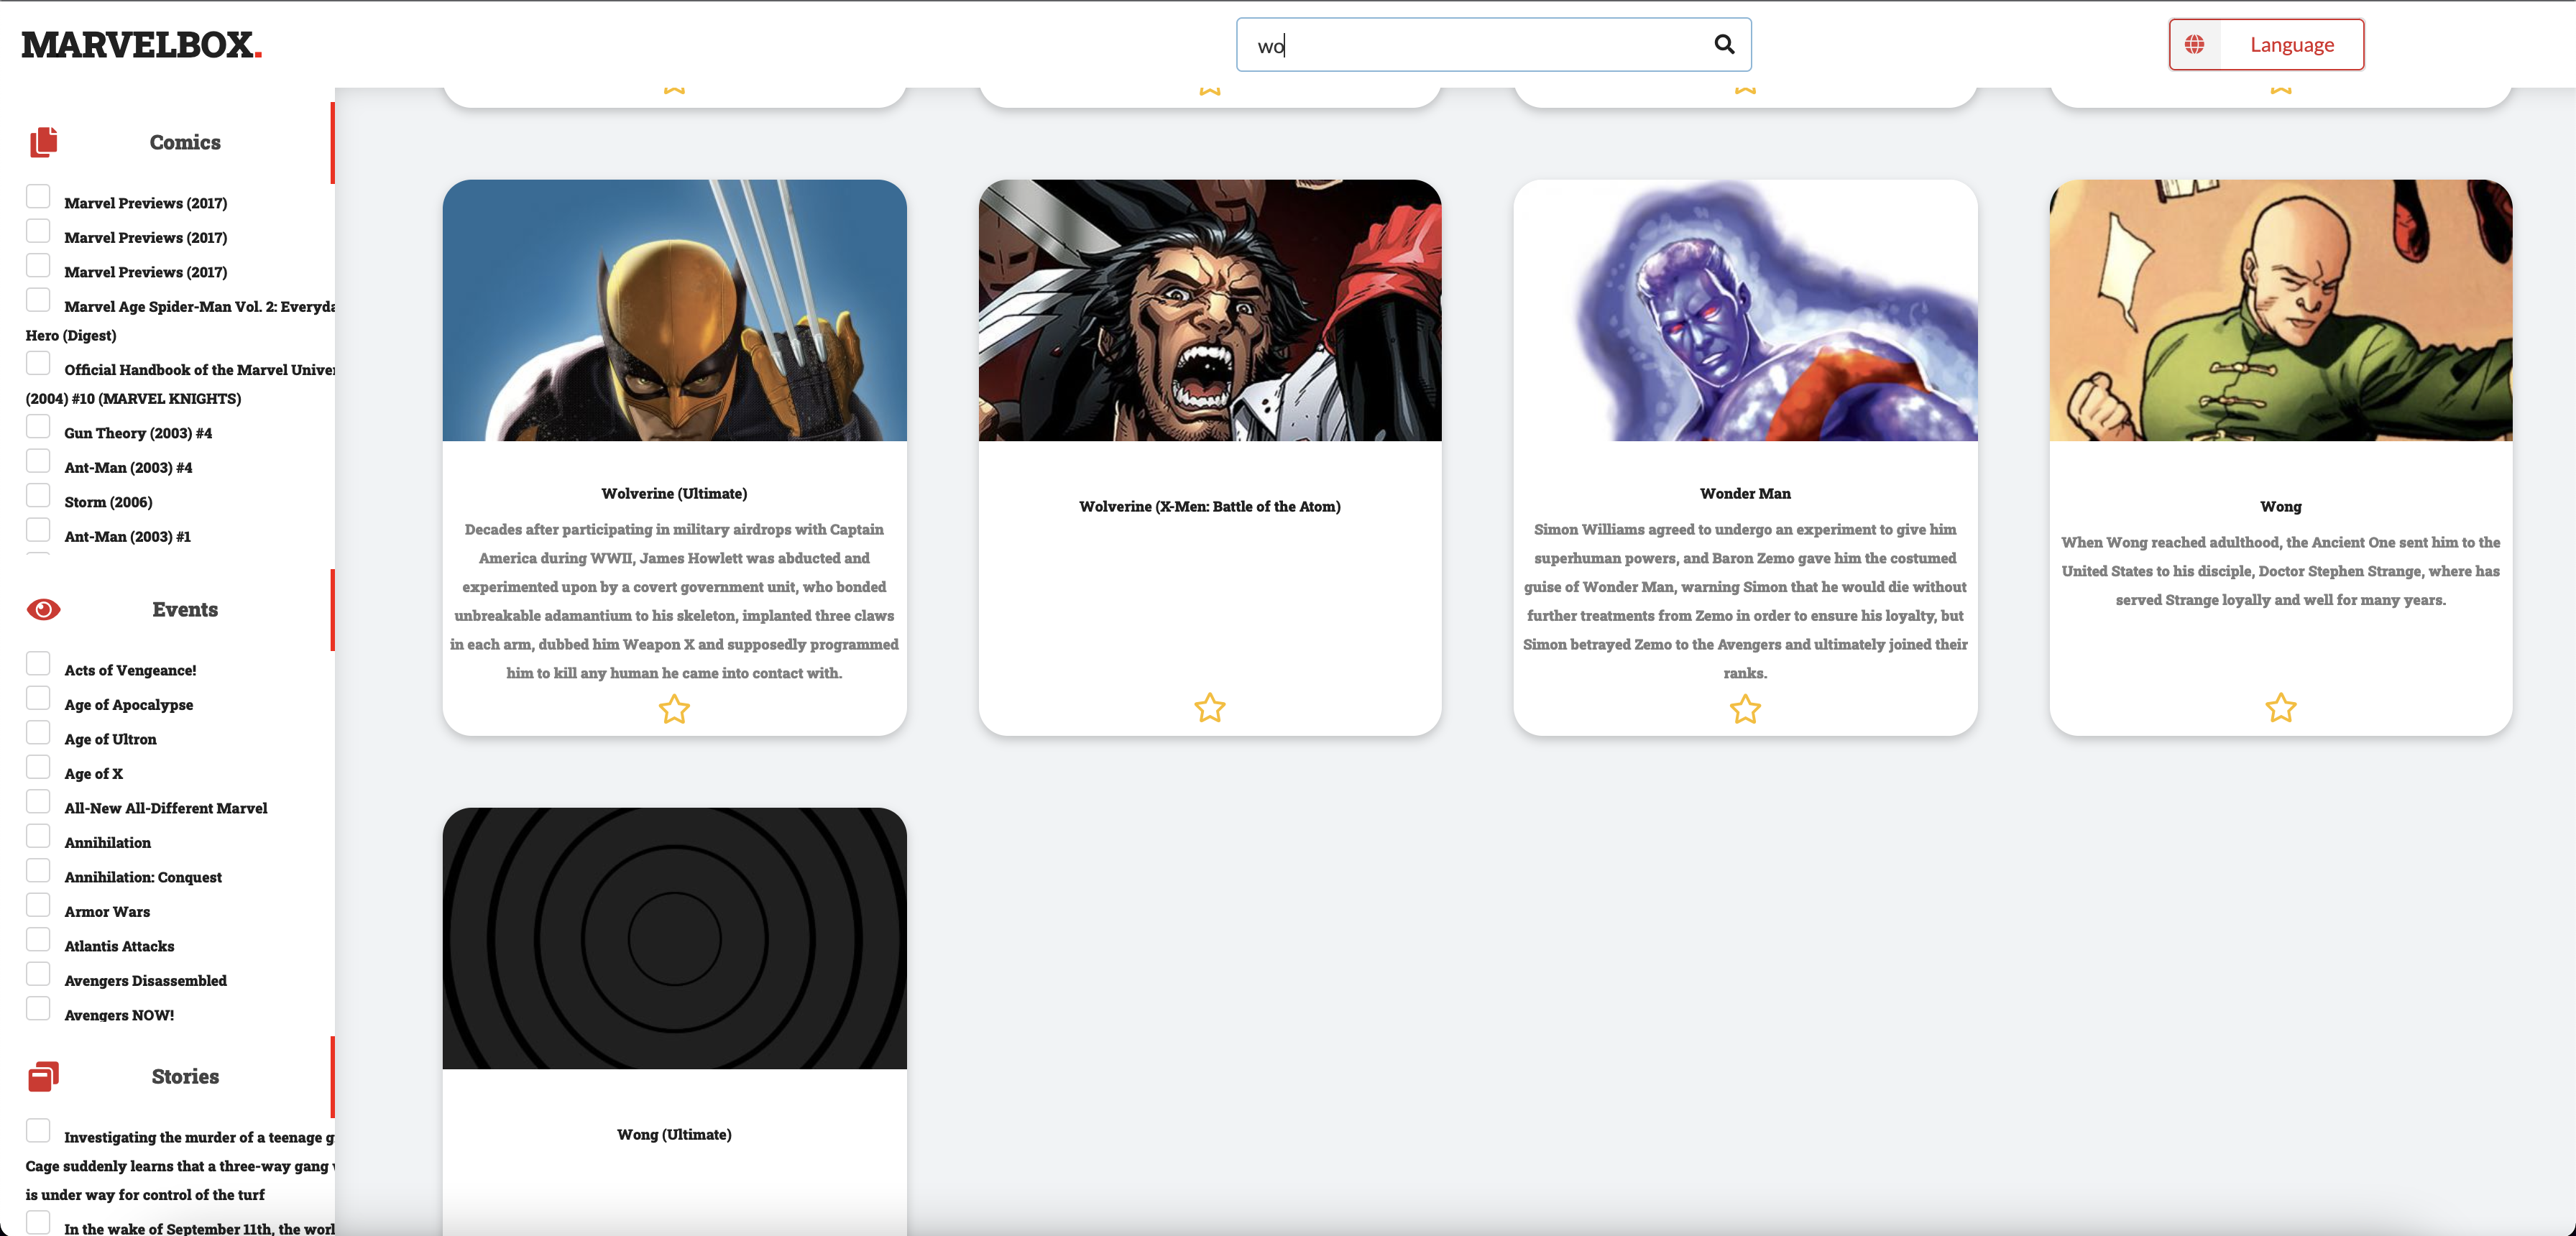 MARVELBOX.
wo
Language
Comics
Marvel Previews (2017)
Marvel Previews (2017)
Marvel Previews (2017)
Marvel Age Spider-Man Vol. 2: Everyda
Hero (Digest)
Official Handbook of the Marvel Univer
(2004) #10 (MARVEL KNIGHTS)
Gun Theory (2003) #4
Ant-Man (2003) #4
Storm (2006)
Ant-Man (2003) #1
Events
Acts of Vengeance!
Age of Apocalypse
Age of Ultron
Age of X
All-New All-Different Marvel
Annihilation
Annihilation: Conquest
Armor Wars
Atlantis Attacks
Avengers Disassembled
Avengers NOW!
Stories
Investigating the murder of a teenage g
Cage suddenly learns that a three-way gang
is under way for control of the turf
In the wake of September 11th, the worl
Wolverine (Ultimate)
Decades after participating in military airdrops with Captain
America during WWII, James Howlett was abducted and
experimented upon by a covert government unit, who bonded
unbreakable adamantium to his skeleton, implanted three claws
in each arm, dubbed him Weapon X and supposedly programmed
him to kill any human he came into contact with.
Wolverine (X-Men: Battle of the Atom)
Wonder Man
Simon Williams agreed to undergo an experiment to give him
superhuman powers, and Baron Zemo gave him the costumed
guise of Wonder Man, warning Simon that he would die without
further treatments from Zemo in order to ensure his loyalty, but
Simon betrayed Zemo to the Avengers and ultimately joined their
ranks.
Wong
When Wong reached adulthood, the Ancient One sent him to the
United States to his disciple, Doctor Stephen Strange, where has
served Strange loyally and well for many years.
Wong (Ultimate)